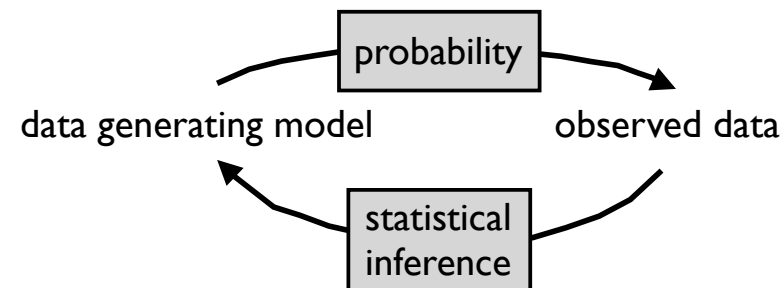 probability
data generating model
observed data
statistical
inference